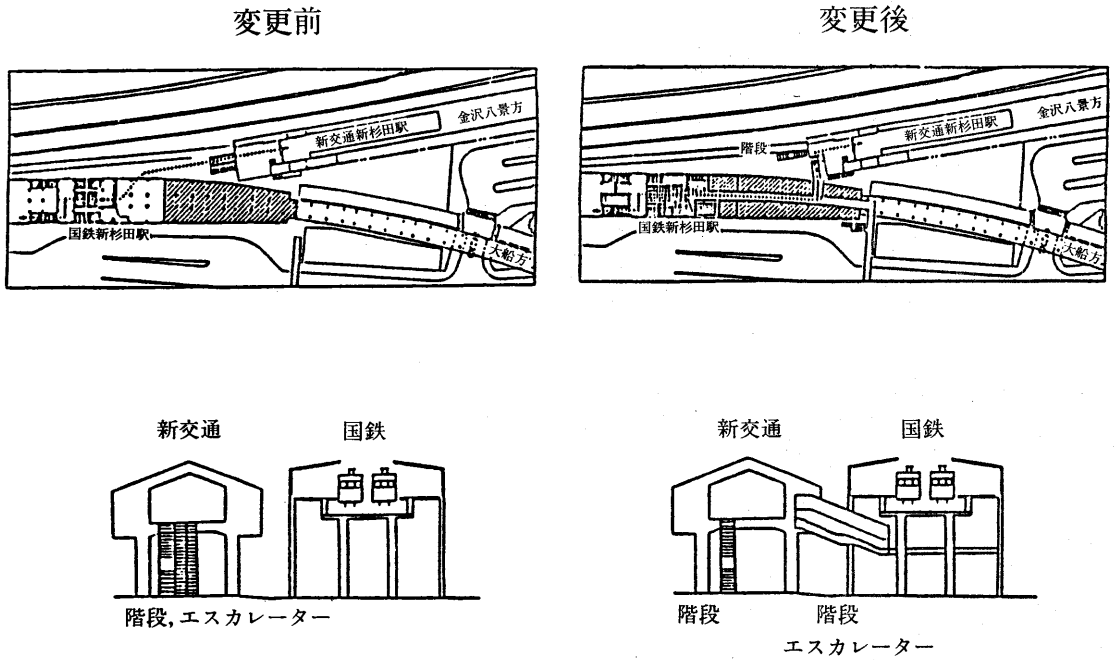 変更前
金沢八景方
新交通新杉田駅
国鉄新杉田駅
大船方
変更後
金沢八景方
新交通新杉田駅
階段
国鉄新杉田駅
大船方
新交通
国鉄
階段,エスカレーター
新交通
国鉄
階段
階段
エスカレーター